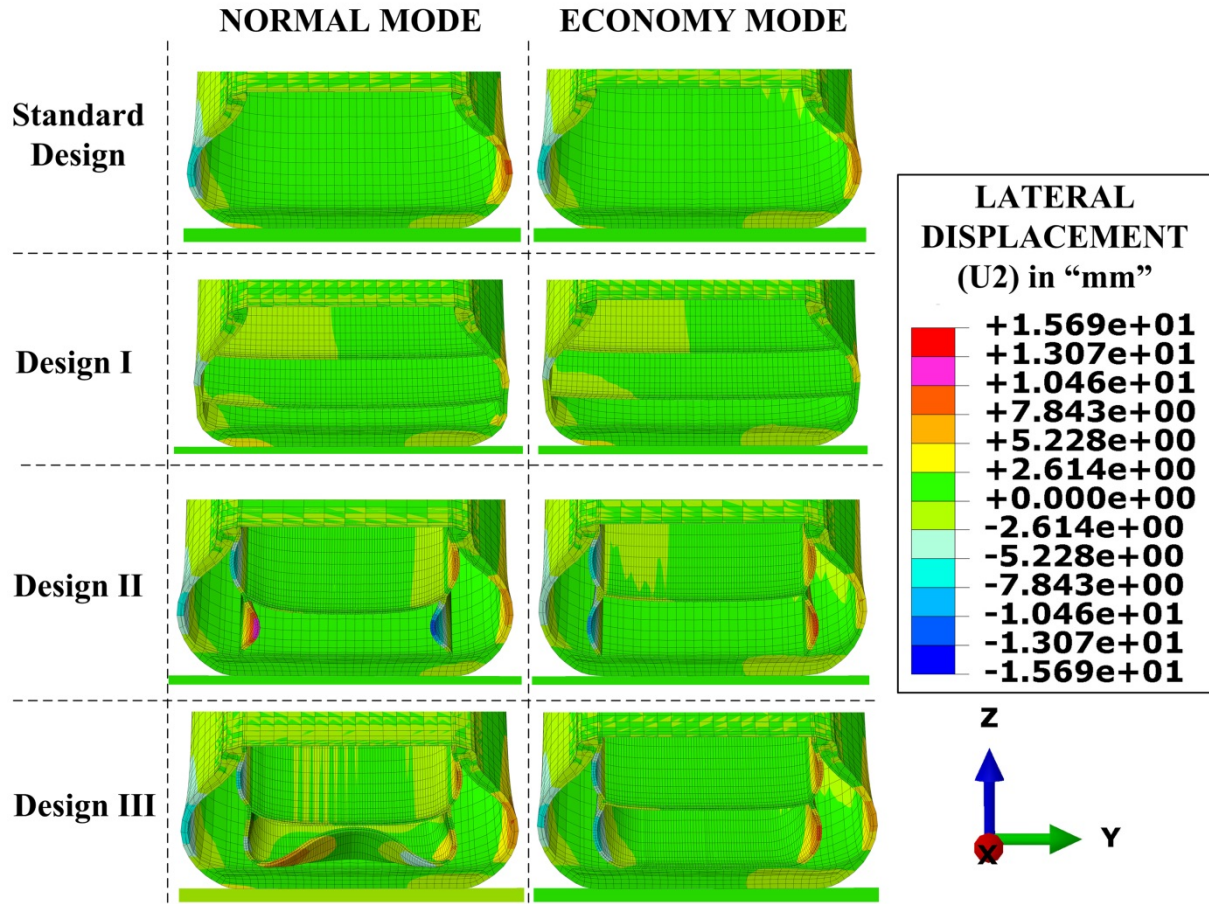 NORMAL MODE
ECONOMY MODE
Standard
Design
Design I
Design II
Design III
LATERAL
DISPLACEMENT
(U2) in “mm”
+1.569e+01
+1.307e+01
+1.046e+01
+7.843e+00
+5.228e+00
+2.614e+00
+0.000e+00
-2.614e+00
-5.228e+00
-7.843e+00
-1.046e+01
-1.307e+01
-1.569e+01
Z
Y
X